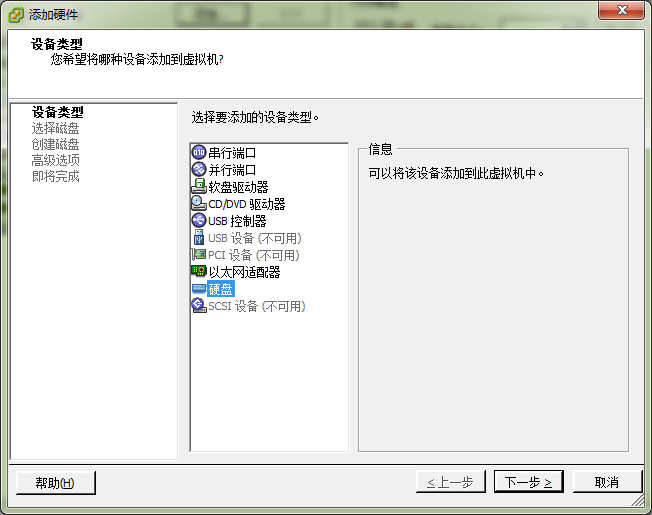 添加硬件
设备类型
您希望将哪种设备添加到虚拟机?
设备类型
选择磁盘
创建磁盘
高级选项
即将完成
选择要添加的设备类型。
串行端口
并行端口
软盘驱动器
CD/DVD 驱动器
USB 控制器
USB 设备 (不可用)
PCI 设备 (不可用)
以太网适配器
硬盘
SCSI 设备 (不可用)
信息
可以将该设备添加到此虚拟机中。
帮助(H)
< 上一步
下一步 >
取消